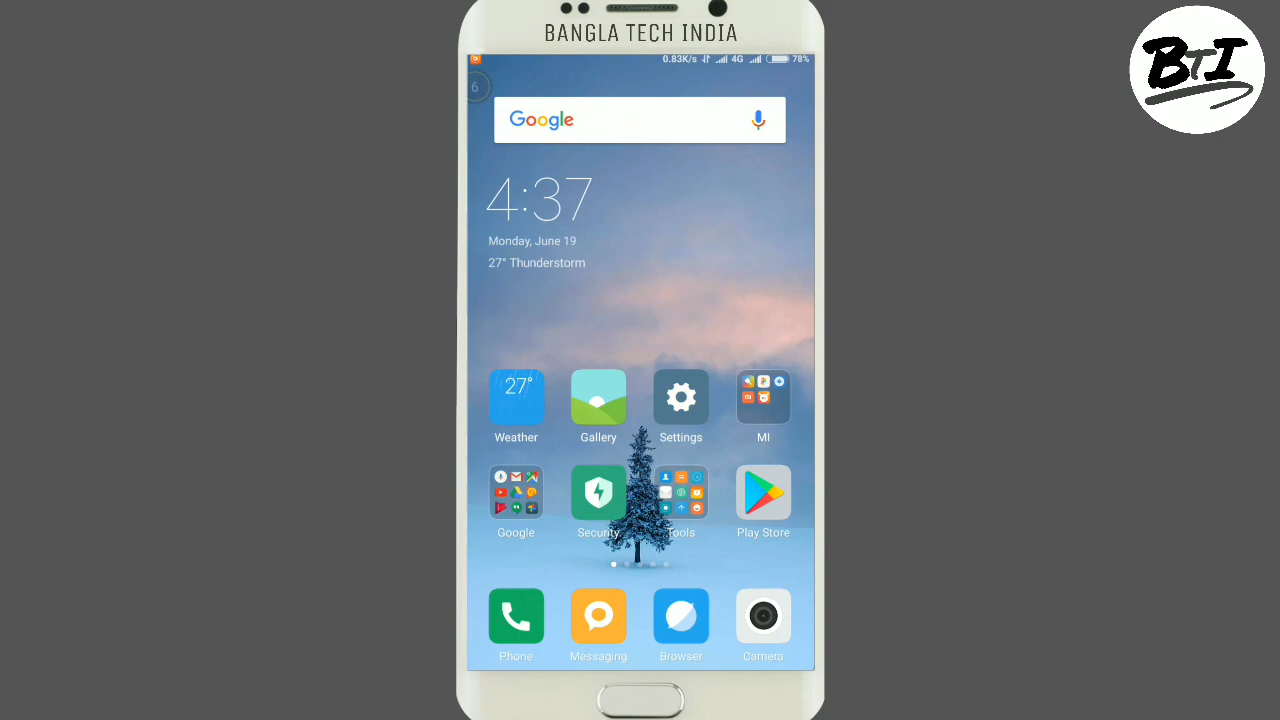 BANGLA TECH INDIA
BTI
0.83K/s 4G 78%
6
Google
4:37
Monday, June 19
27° Thunderstorm
27°
Weather Gallery Settings MI
Google Security Tools Play Store
Phone Messaging Browser Camera